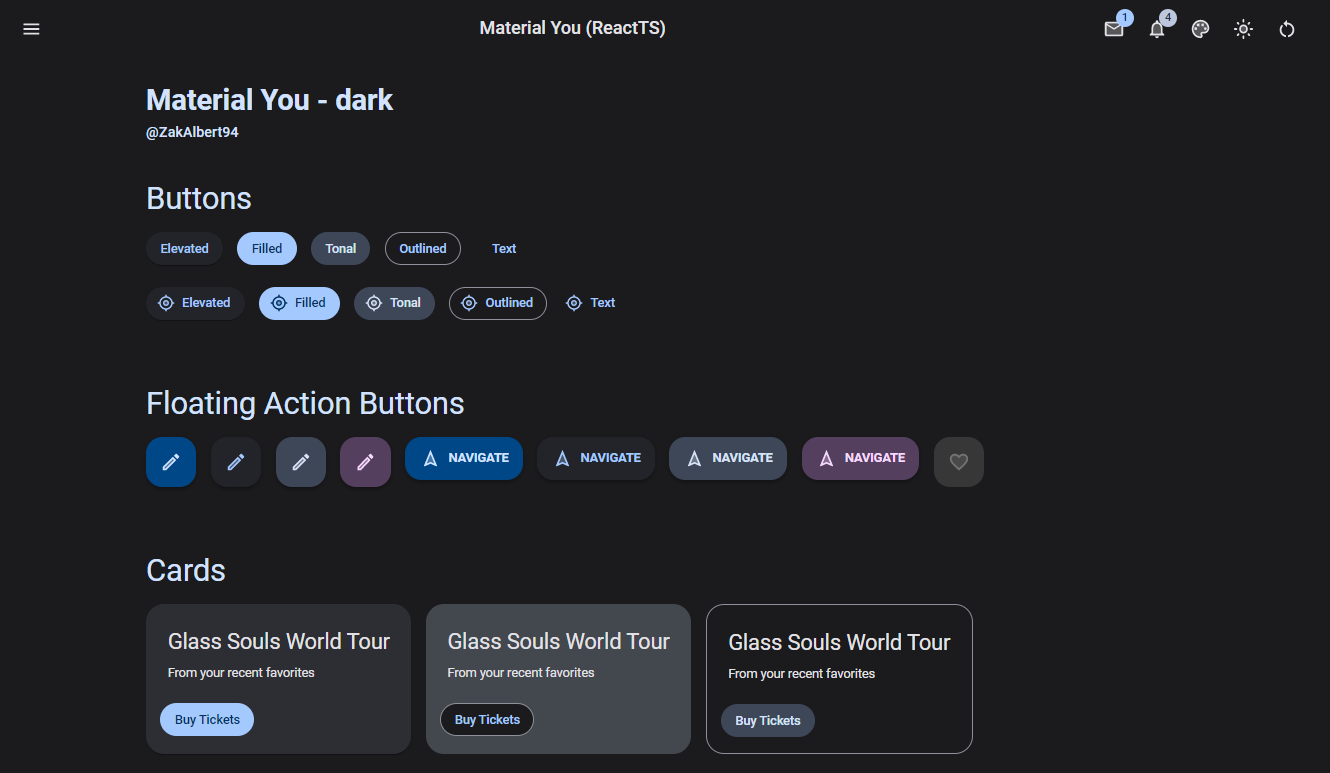 Material You (ReactTS)
1
4
Material You - dark
@ZakAlbert94
Buttons
Elevated Filled Tonal Outlined Text
Elevated Filled Tonal Outlined Text
Floating Action Buttons
NAVIGATE NAVIGATE NAVIGATE NAVIGATE
Cards
Glass Souls World Tour
From your recent favorites
Buy Tickets
Glass Souls World Tour
From your recent favorites
Buy Tickets
Glass Souls World Tour
From your recent favorites
Buy Tickets